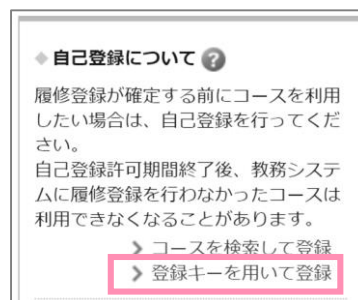 自己登録について ?
履修登録が確定する前にコースを利用
したい場合は、自己登録を行ってくだ
さい。
自己登録許可期間終了後、教務システ
ムに履修登録を行わなかったコースは
利用できなくなることがあります。
コースを検索して登録
登録キーを用いて登録